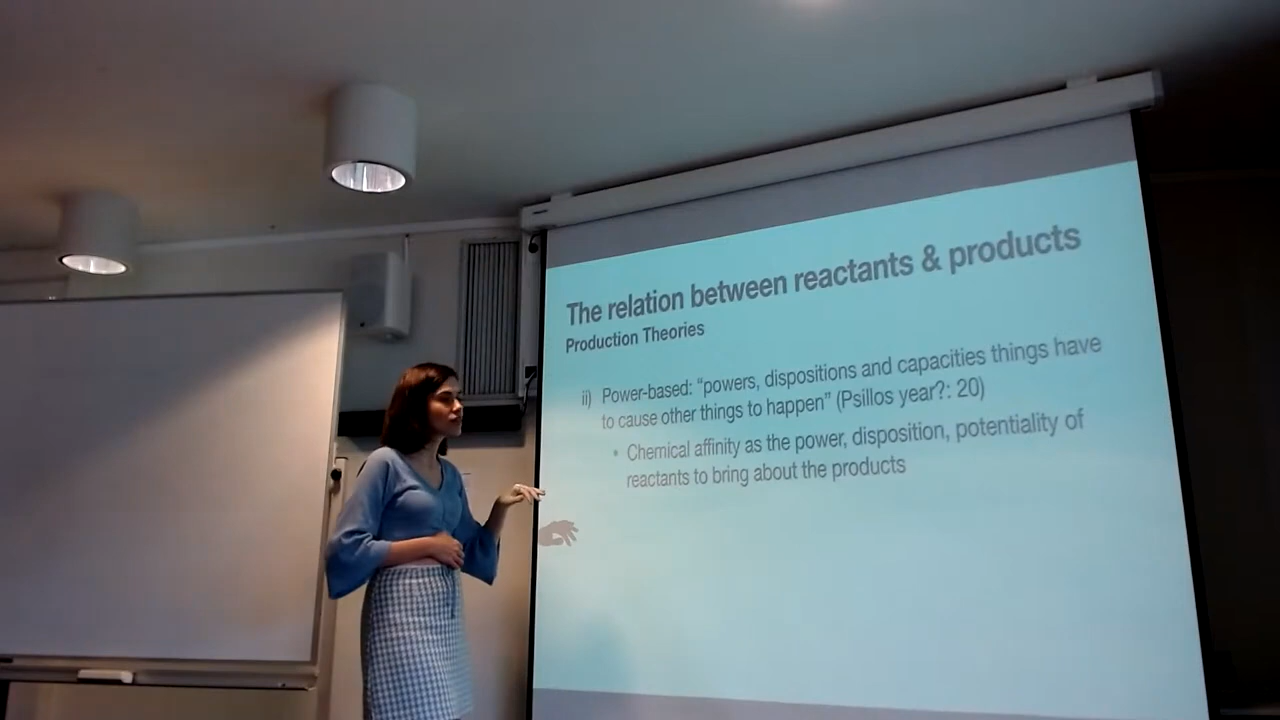 The relation between reactants & products
Production Theories
ii) Power-based: “powers, dispositions and capacities things have
to cause other things to happen” (Psillos year?: 20)
• Chemical affinity as the power, disposition, potentiality of
reactants to bring about the products